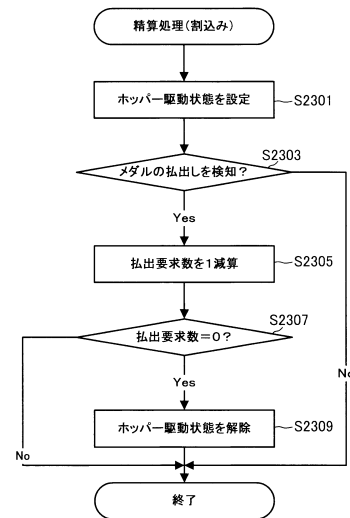 精算処理(割込み)
ホッパー駆動状態を設定
S2301
S2303
メダルの払出しを検知?
Yes
払出要求数を1減算
S2305
S2307
払出要求数=0?
No
Yes
ホッパー駆動状態を解除
S2309
No
終了